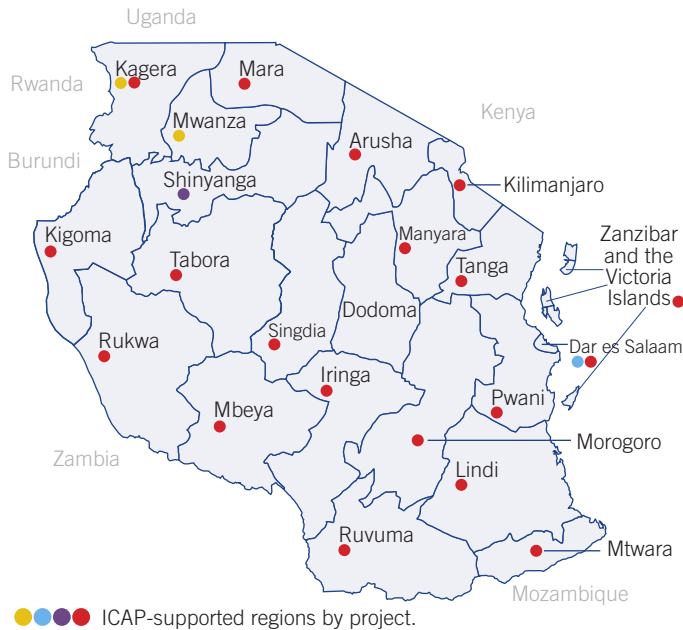 Uganda
Kagera
Mara
Rwanda
Kenya
Mwanza
Arusha
Burundi
Shinyanga
Kilimanjaro
Kigoma
Manyara
Zanzibar
and the
Victoria
Islands
Tabora
Tanga
Dodoma
Singdia
Rukwa
Dar es Salaam
Iringa
Pwani
Mbeya
Morogoro
Zambia
Lindi
Ruvuma
Mtwara
Mozambique
ICAP-supported regions by project.